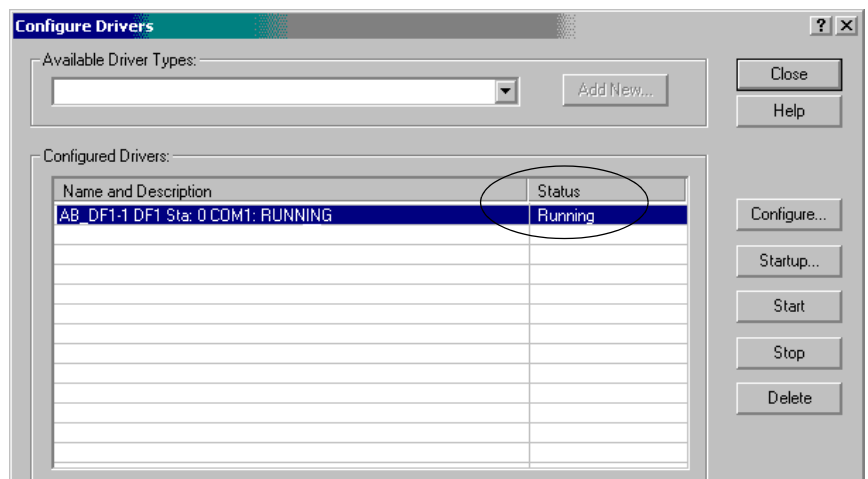 Configure Drivers
? ×
Available Driver Types:
Add New...
Close
Help
Configured Drivers:
Name and Description Status
AB_DF1-1 DF1 Sta: 0 COM1: RUNNING Running
Configure...
Startup...
Start
Stop
Delete